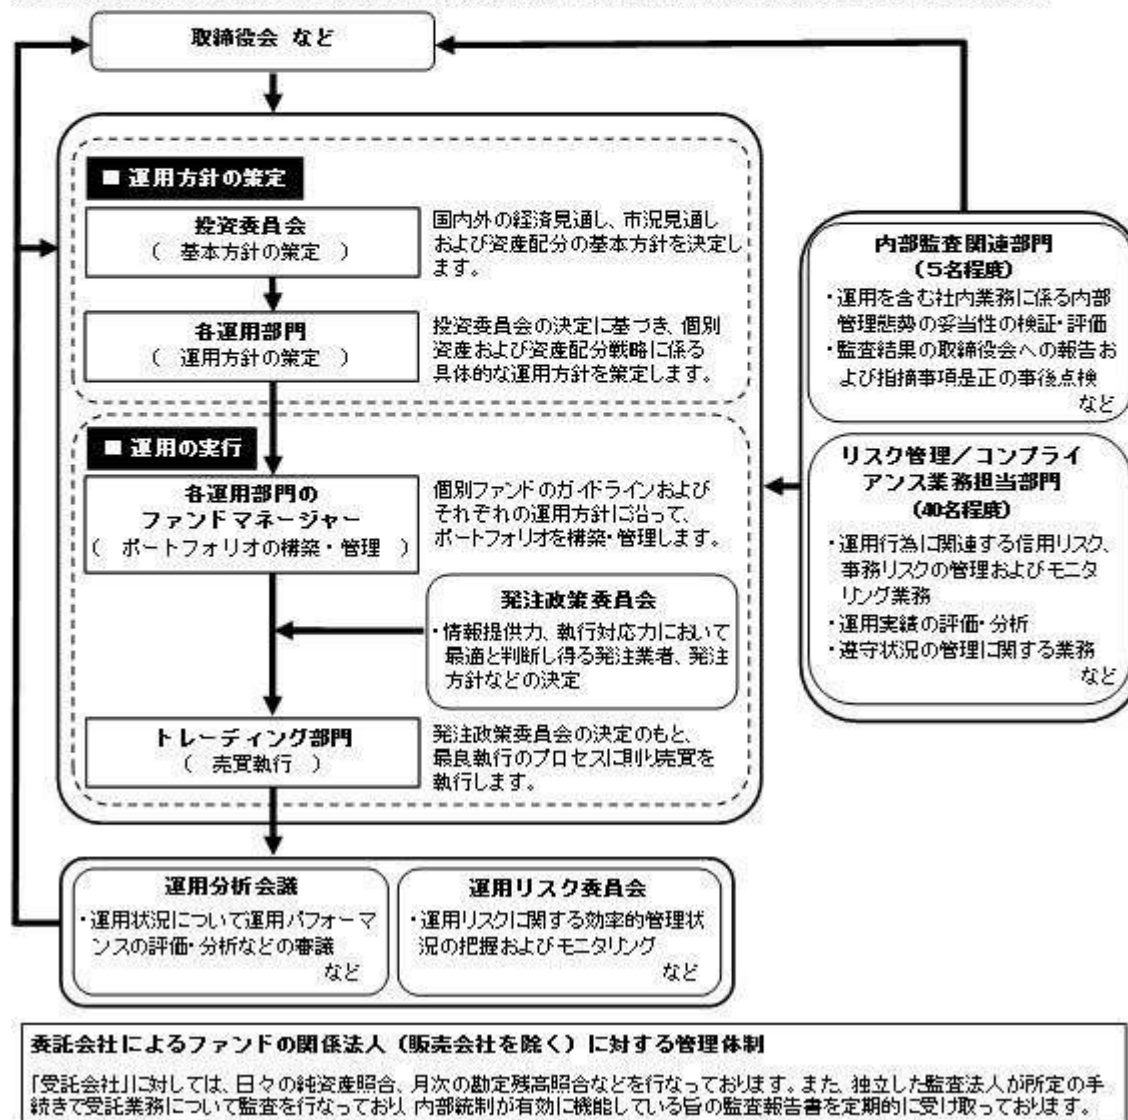 取締役会 など
■ 運用方針の策定
投資委員会
( 基本方針の策定 )
国内外の経済見通し、市況見通し
および資産配分の基本方針を決定し
ます。
各運用部門
( 運用方針の策定 )
投資委員会の決定に基づき、個別
資産および資産配分戦略に係る
具体的な運用方針を策定します。
■ 運用の実行
各運用部門の
ファンドマネージャー
( ポートフォリオの構築・管理 )
個別ファンドのガイドラインおよび
それぞれの運用方針に沿って、
ポートフォリオを構築・管理します。
発注政策委員会
・情報提供力、執行対応力において
最適と判断し得る発注業者、発注
方針などの決定
トレーディング部門
( 売買執行 )
発注政策委員会の決定のもと、
最良執行のプロセスに則り売買を
執行します。
内部監査関連部門
(5名程度)
・運用を含む社内業務に係る内部
管理態勢の妥当性の検証・評価
・監査結果の取締役会への報告お
よび指摘事項是正の事後点検
など
リスク管理/コンプライ
アンス業務担当部門
(40名程度)
・運用行為に関連する信用リスク、
事務リスクの管理およびモニタ
リング業務
・運用実績の評価・分析
・遵守状況の管理に関する業務
など
運用分析会議
・運用状況について運用パフォーマ
ンスの評価・分析などの審議
など
運用リスク委員会
・運用リスクに関する効率的管理状
況の把握およびモニタリング
など
委託会社によるファンドの関係法人(販売会社を除く)に対する管理体制
「受託会社」に対しては、日々の純資産照合、月次の勘定残高照合などを行なっております。また、独立した監査法人が所定の手
続きで受託業務について監査を行なっており、内部統制が有効に機能している旨の監査報告書を定期的に受け取っております。